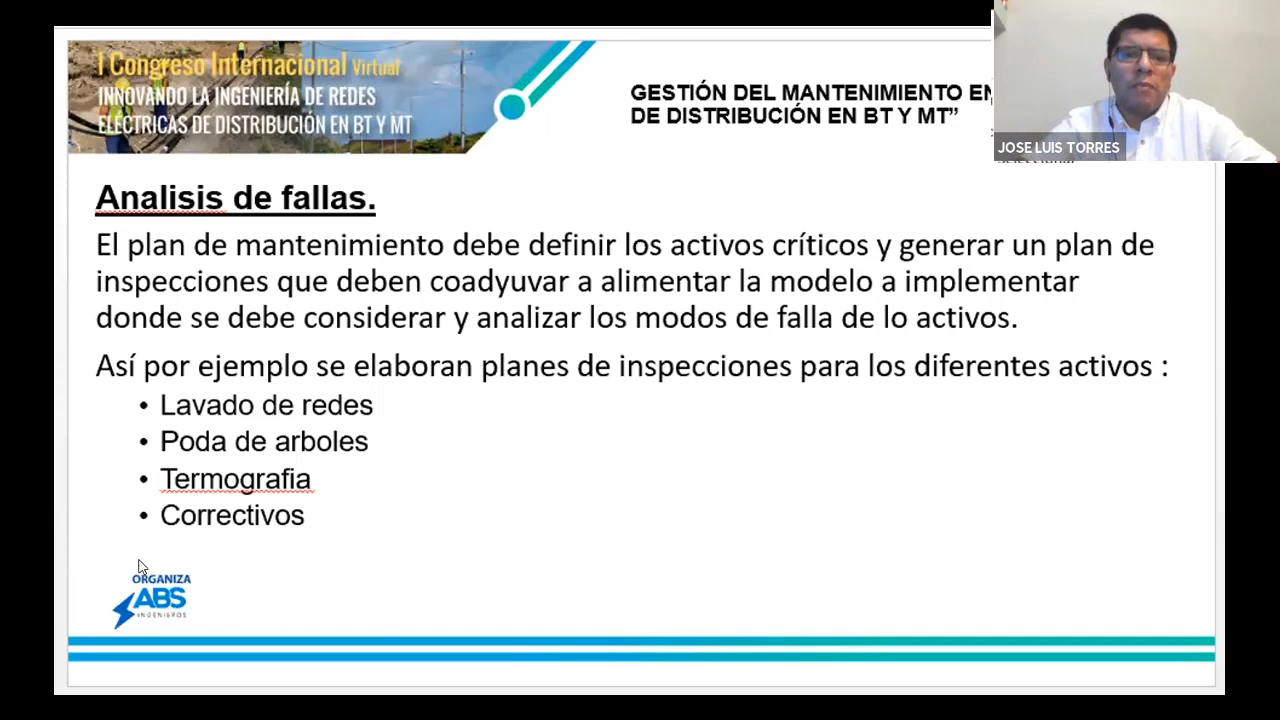 I Congreso Internacional Virtual
INNOVANDO LA INGENIERÍA DE REDES
ELÉCTRICAS DE DISTRIBUCIÓN EN BT Y MT
GESTIÓN DEL MANTENIMIENTO EN
DE DISTRIBUCIÓN EN BT Y MT”
JOSE LUIS TORRES
Analisis de fallas.
El plan de mantenimiento debe definir los activos críticos y generar un plan de
inspecciones que deben coadyuvar a alimentar la modelo a implementar
donde se debe considerar y analizar los modos de falla de lo activos.
Así por ejemplo se elaboran planes de inspecciones para los diferentes activos :
• Lavado de redes
• Poda de arboles
• Termografia
• Correctivos
ORGANIZA
ABS
INGENIEROS